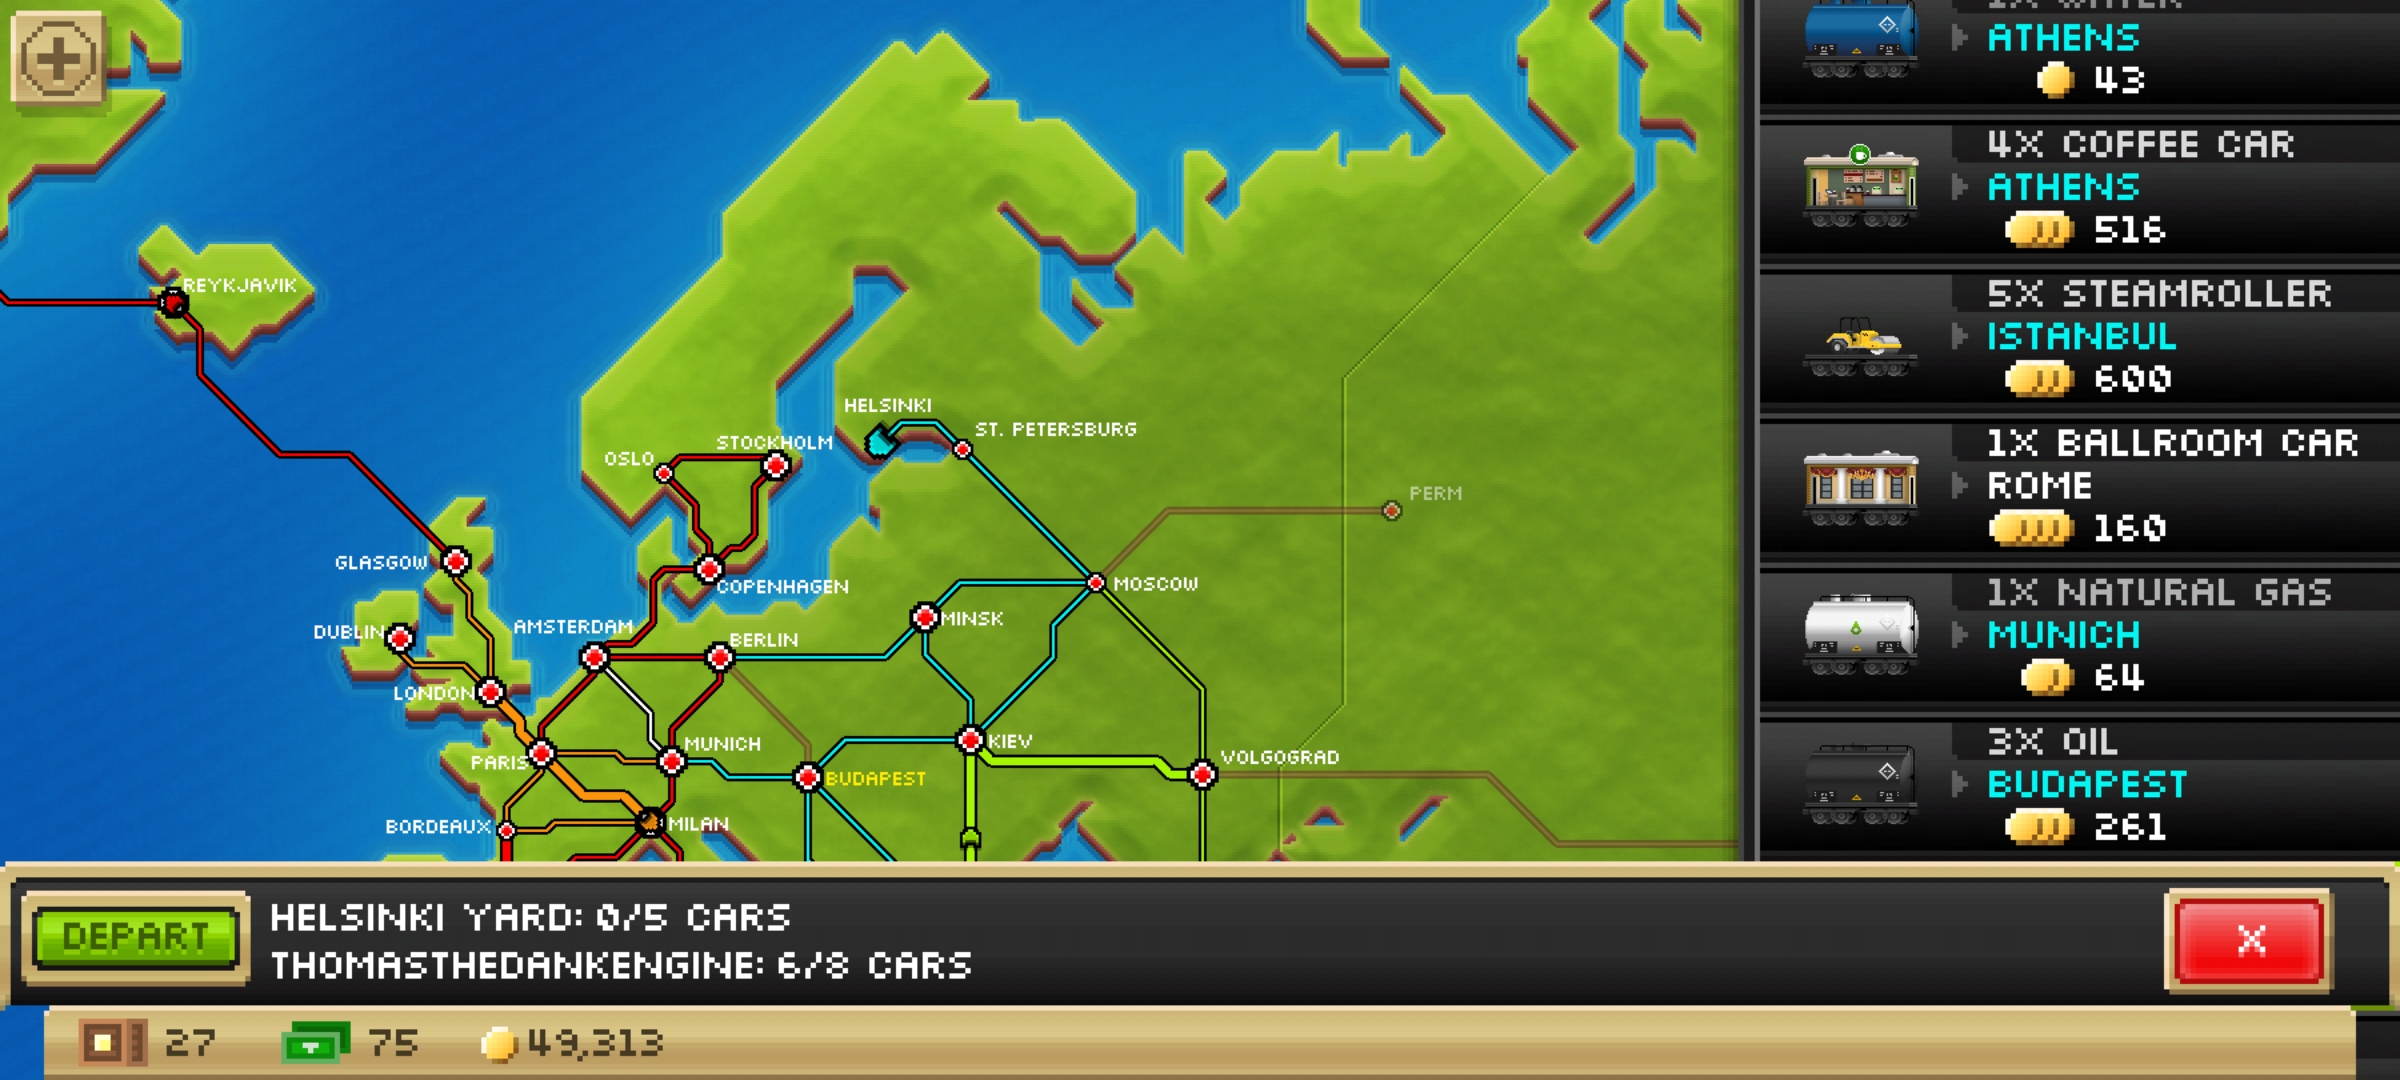 1X WATER
ATHENS
43
4X COFFEE CAR
ATHENS
516
5X STEAMROLLER
ISTANBUL
600
1X BALLROOM CAR
ROME
160
1X NATURAL GAS
MUNICH
64
3X OIL
BUDAPEST
261
REYKJAVIK
HELSINKI
ST. PETERSBURG
STOCKHOLM
OSLO
PERM
GLASGOW
COPENHAGEN
MOSCOW
MINSK
DUBLIN
AMSTERDAM
BERLIN
LONDON
MUNICH
KIEV
VOLGOGRAD
PARIS
BUDAPEST
BORDEAUX
MILAN
DEPART
HELSINKI YARD: 0/5 CARS
THOMASTHEDANKENGINE: 6/8 CARS
X
27
75
49,313